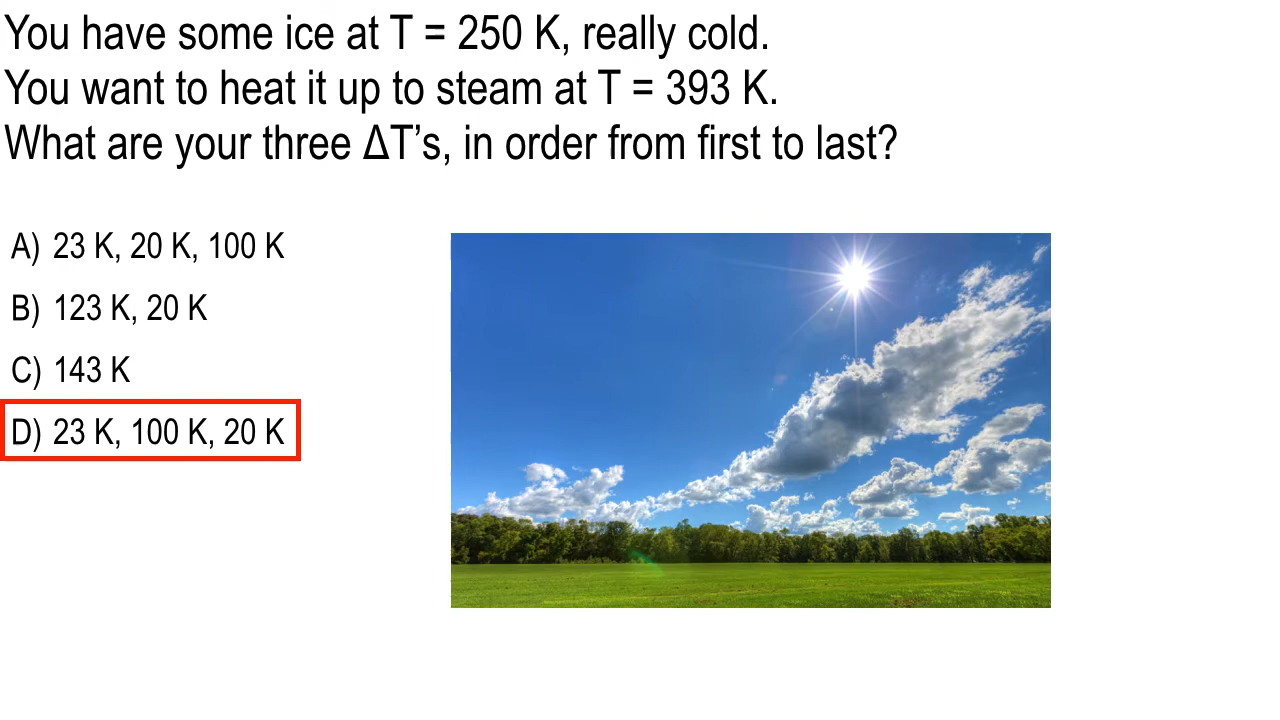 You have some ice at T = 250 K, really cold.
You want to heat it up to steam at T = 393 K.
What are your three ΔT’s, in order from first to last?
A) 23 K, 20 K, 100 K
B) 123 K, 20 K
C) 143 K
D) 23 K, 100 K, 20 K